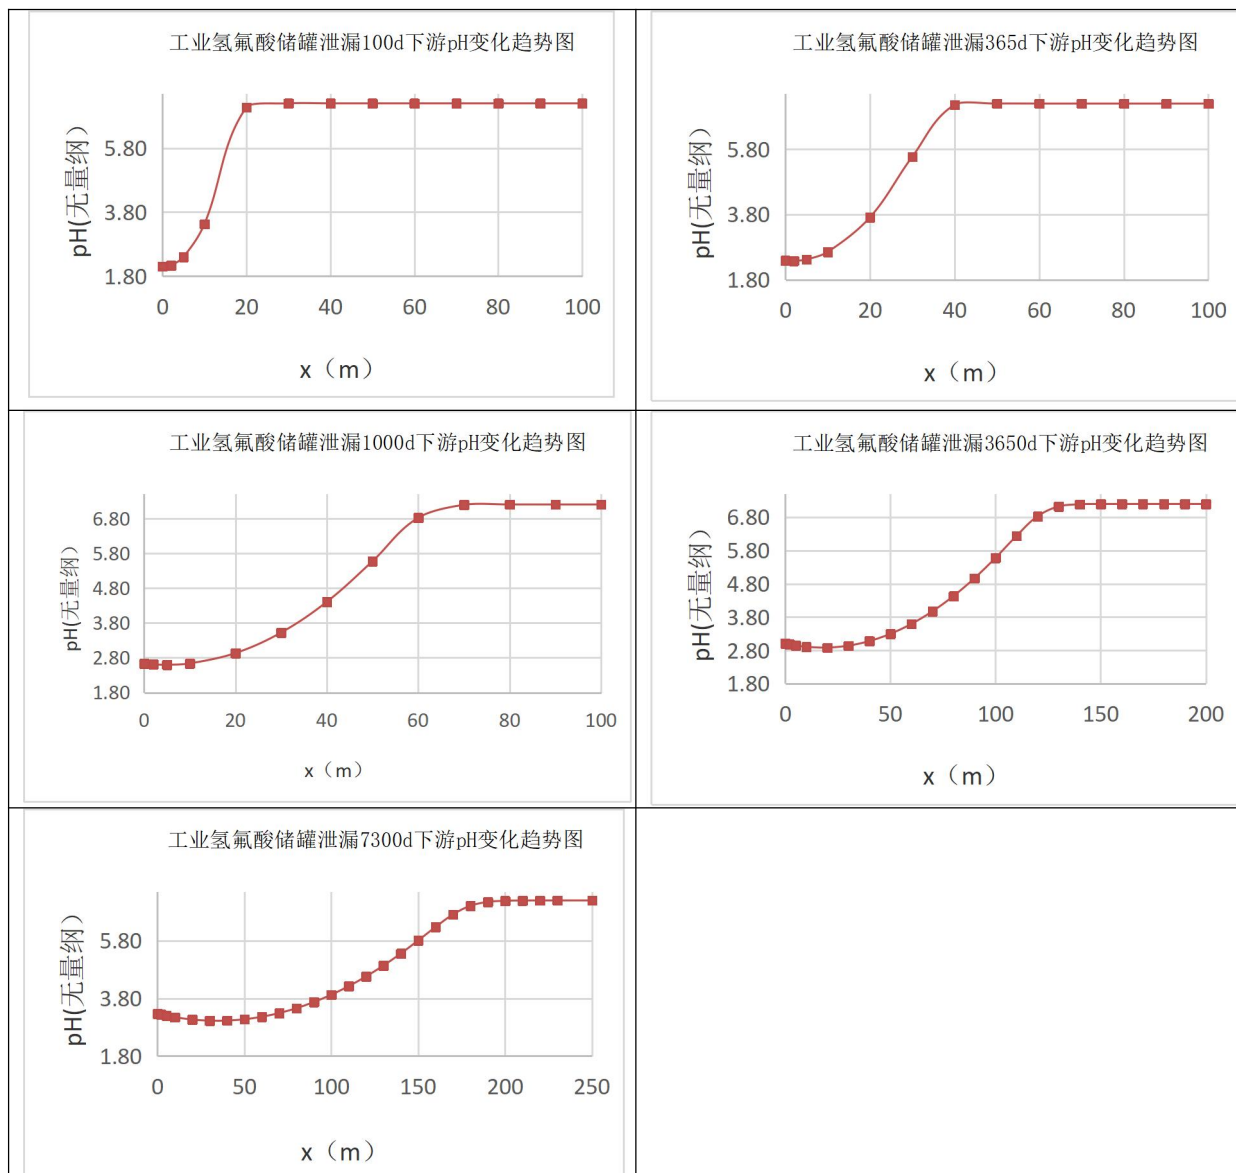 工业氢氟酸储罐泄漏100d下游pH变化趋势图
pH(无量纲）
5.80
3.80
1.80
0 20 40 60 80 100
x（m）
工业氢氟酸储罐泄漏365d下游pH变化趋势图
pH(无量纲）
5.80
3.80
1.80
0 20 40 60 80 100
x（m）
工业氢氟酸储罐泄漏1000d下游pH变化趋势图
pH(无量纲）
6.80
5.80
4.80
3.80
2.80
1.80
0 20 40 60 80 100
x（m）
工业氢氟酸储罐泄漏3650d下游pH变化趋势图
pH(无量纲）
6.80
5.80
4.80
3.80
2.80
1.80
0 50 100 150 200
x（m）
工业氢氟酸储罐泄漏7300d下游pH变化趋势图
pH(无量纲）
5.80
3.80
1.80
0 50 100 150 200 250
x（m）